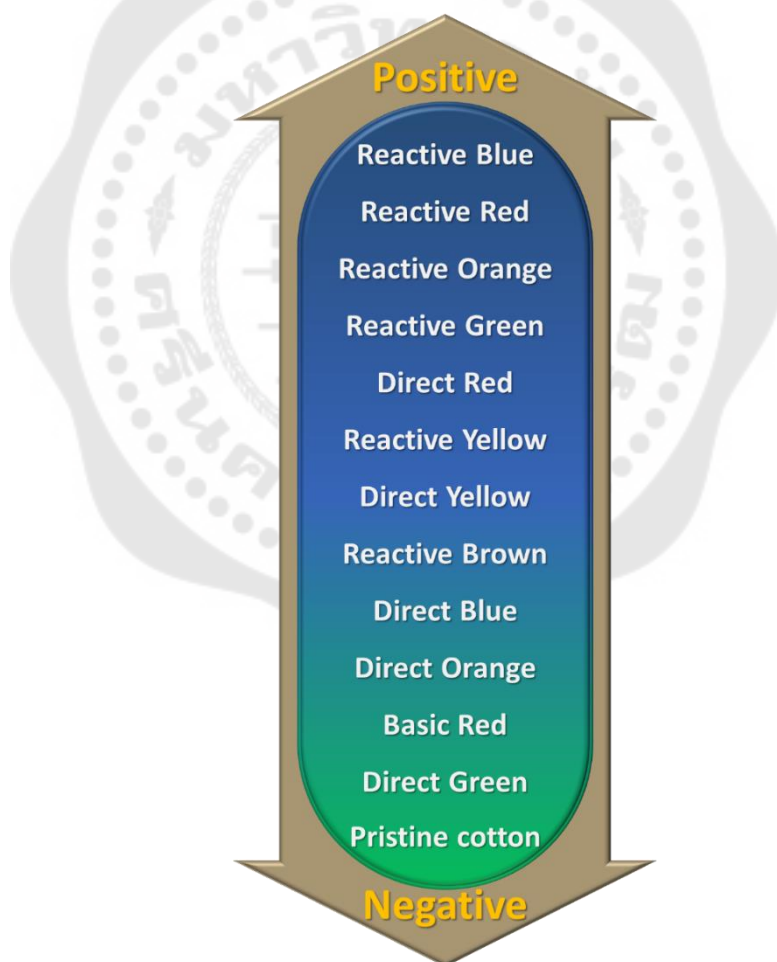 Positive
Reactive Blue
Reactive Red
Reactive Orange
Reactive Green
Direct Red
Reactive Yellow
Direct Yellow
Reactive Brown
Direct Blue
Direct Orange
Basic Red
Direct Green
Pristine cotton
Negative